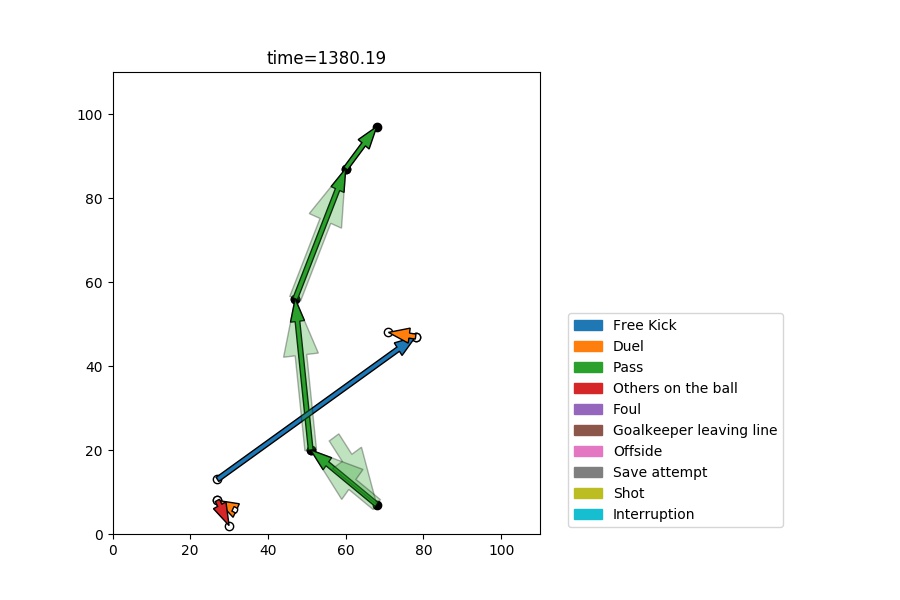 time=1380.19
100
80
60
40
20
0
0 20 40 60 80 100
Free Kick
Duel
Pass
Others on the ball
Foul
Goalkeeper leaving line
Offside
Save attempt
Shot
Interruption